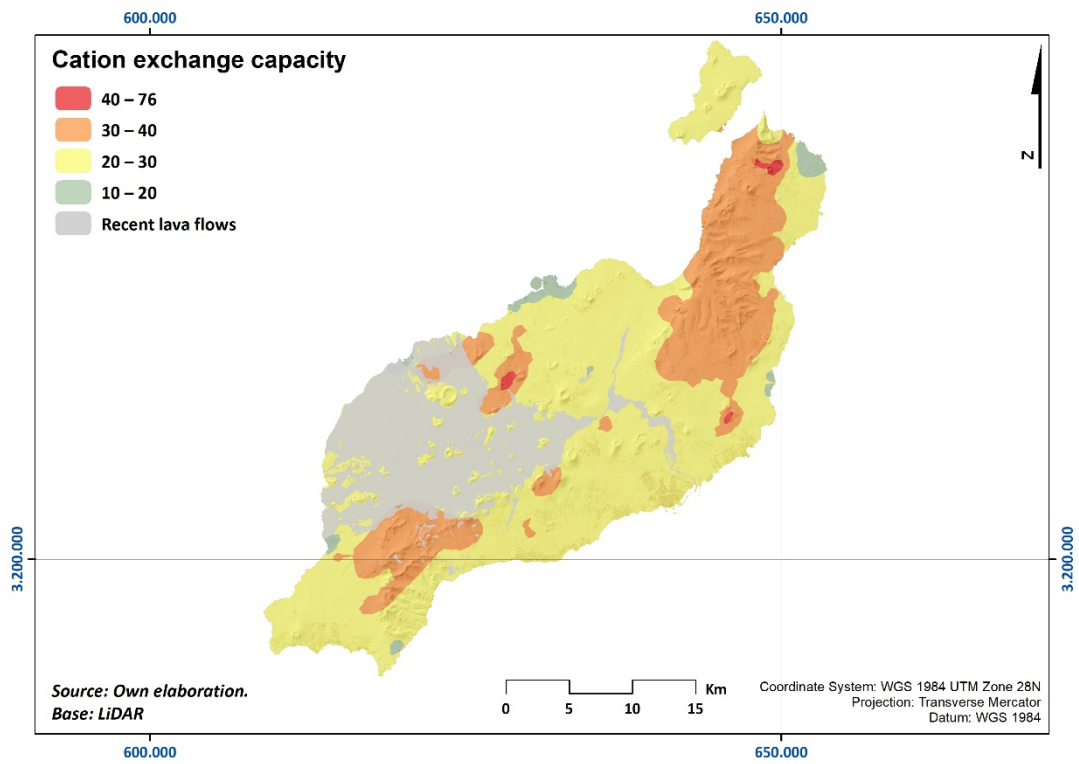 600.000
650.000
Cation exchange capacity
40 – 76
30 – 40
20 – 30
10 – 20
Recent lava flows
N
3.200.000
3.200.000
Source: Own elaboration.
Base: LiDAR
Km
0 5 10 15
Coordinate System: WGS 1984 UTM Zone 28N
Projection: Transverse Mercator
Datum: WGS 1984
600.000
650.000